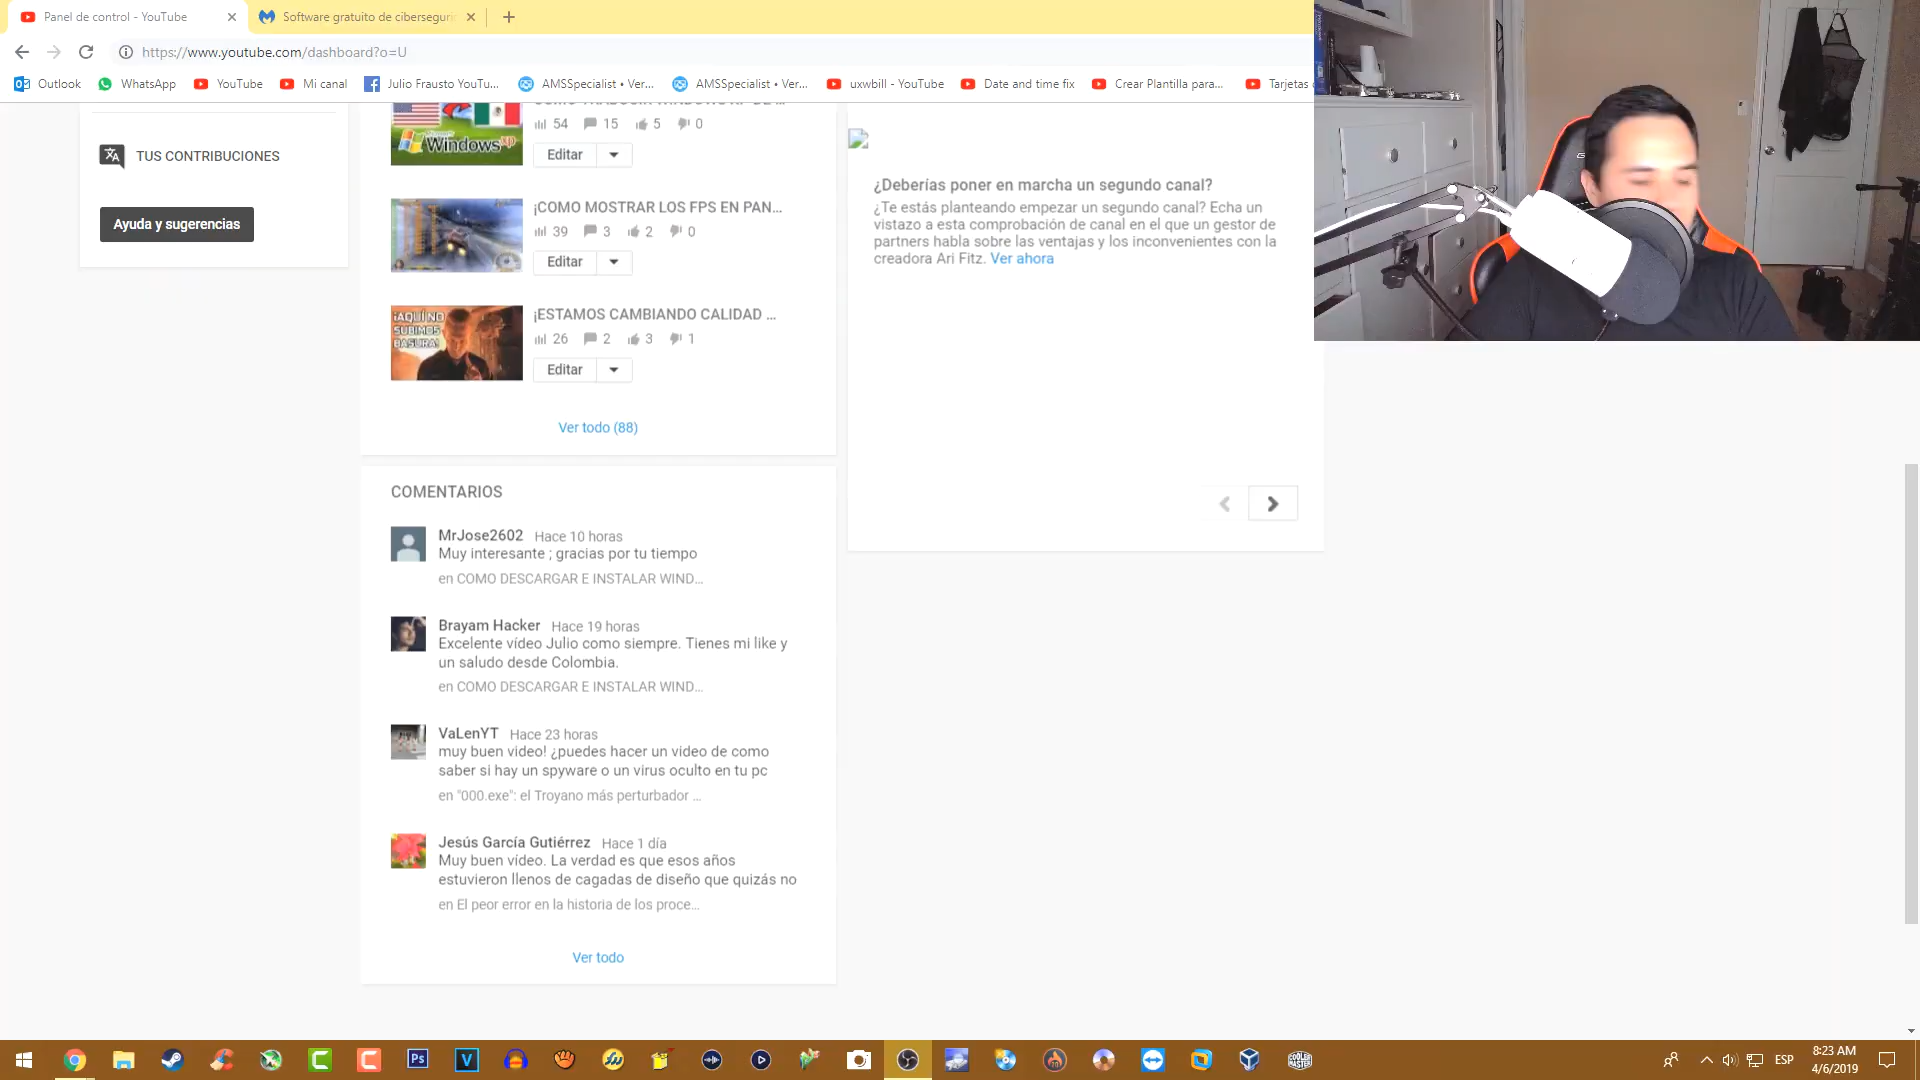 Panel de control - YouTube
Software gratuito de ciberseguri
https://www.youtube.com/dashboard?o=U
Outlook
WhatsApp
YouTube
Mi canal
Julio Frausto YouTu...
AMSSpecialist • Ver...
AMSSpecialist • Ver...
uxwbill - YouTube
Date and time fix
Crear Plantilla para...
Tarjetas
TUS CONTRIBUCIONES
Ayuda y sugerencias
Windows xp
54 15 5 0
Editar
¡COMO MOSTRAR LOS FPS EN PAN...
39 3 2 0
Editar
¡AQUÍ NO
SUBIMOS
BASURA!
¡ESTAMOS CAMBIANDO CALIDAD ...
26 2 3 1
Editar
Ver todo (88)
¿Deberías poner en marcha un segundo canal?
¿Te estás planteando empezar un segundo canal? Echa un
vistazo a esta comprobación de canal en el que un gestor de
partners habla sobre las ventajas y los inconvenientes con la
creadora Ari Fitz. Ver ahora
COMENTARIOS
MrJose2602 Hace 10 horas
Muy interesante ; gracias por tu tiempo
en COMO DESCARGAR E INSTALAR WIND...
Brayam Hacker Hace 19 horas
Excelente vídeo Julio como siempre. Tienes mi like y
un saludo desde Colombia.
en COMO DESCARGAR E INSTALAR WIND...
VaLenYT Hace 23 horas
muy buen video! ¿puedes hacer un video de como
saber si hay un spyware o un virus oculto en tu pc
en "000.exe": el Troyano más perturbador ...
Jesús García Gutiérrez Hace 1 día
Muy buen vídeo. La verdad es que esos años
estuvieron llenos de cagadas de diseño que quizás no
en El peor error en la historia de los proce...
Ver todo
Ps
V
COOLER
MASTER
ESP
8:23 AM
4/6/2019